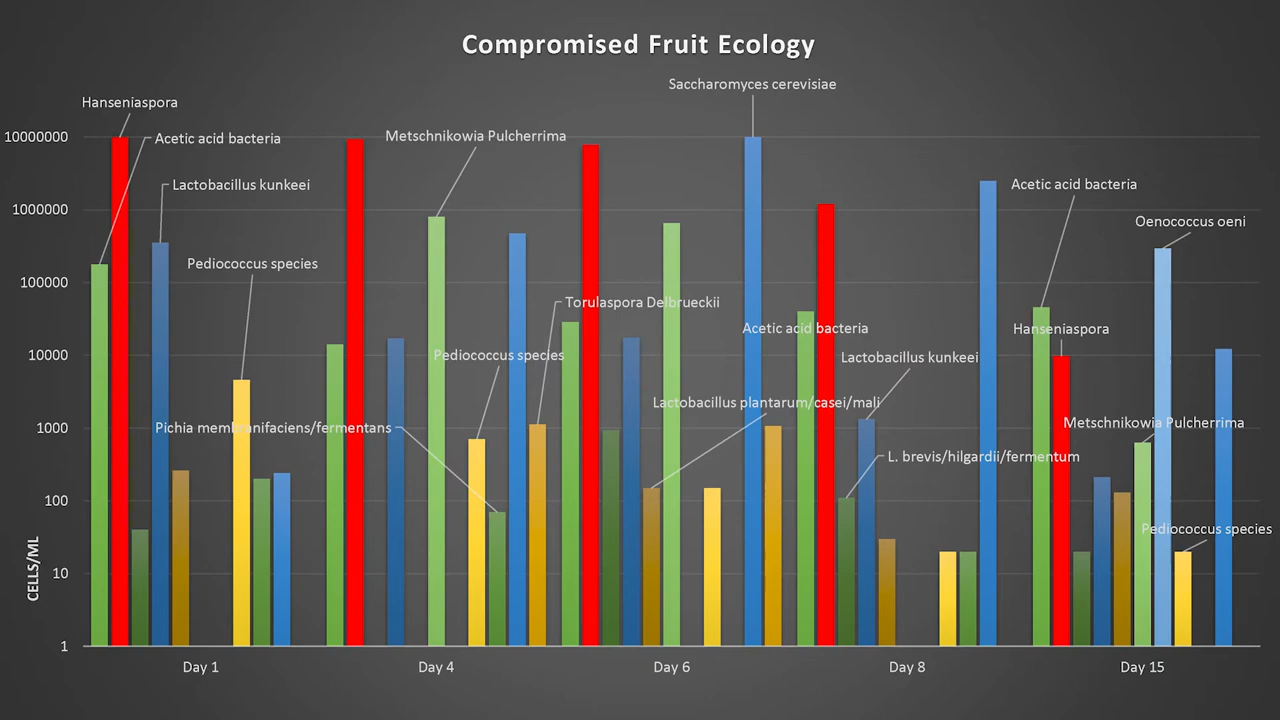 Compromised Fruit Ecology
Saccharomyces cerevisiae
Hanseniaspora
10000000
Acetic acid bacteria
Metschnikowia Pulcherrima
Lactobacillus kunkeei
Acetic acid bacteria
1000000
Oenococcus oeni
Pediococcus species
100000
Torulaspora Delbrueckii
Acetic acid bacteria
Hanseniaspora
10000
Pediococcus species
Lactobacillus kunkeei
Lactobacillus plantarum/casei/mali
1000
Pichia membranifaciens/fermentans
Metschnikowia Pulcherrima
L. brevis/hilgardii/fermentum
100
Pediococcus species
CELLS/ML
10
1
Day 1
Day 4
Day 6
Day 8
Day 15